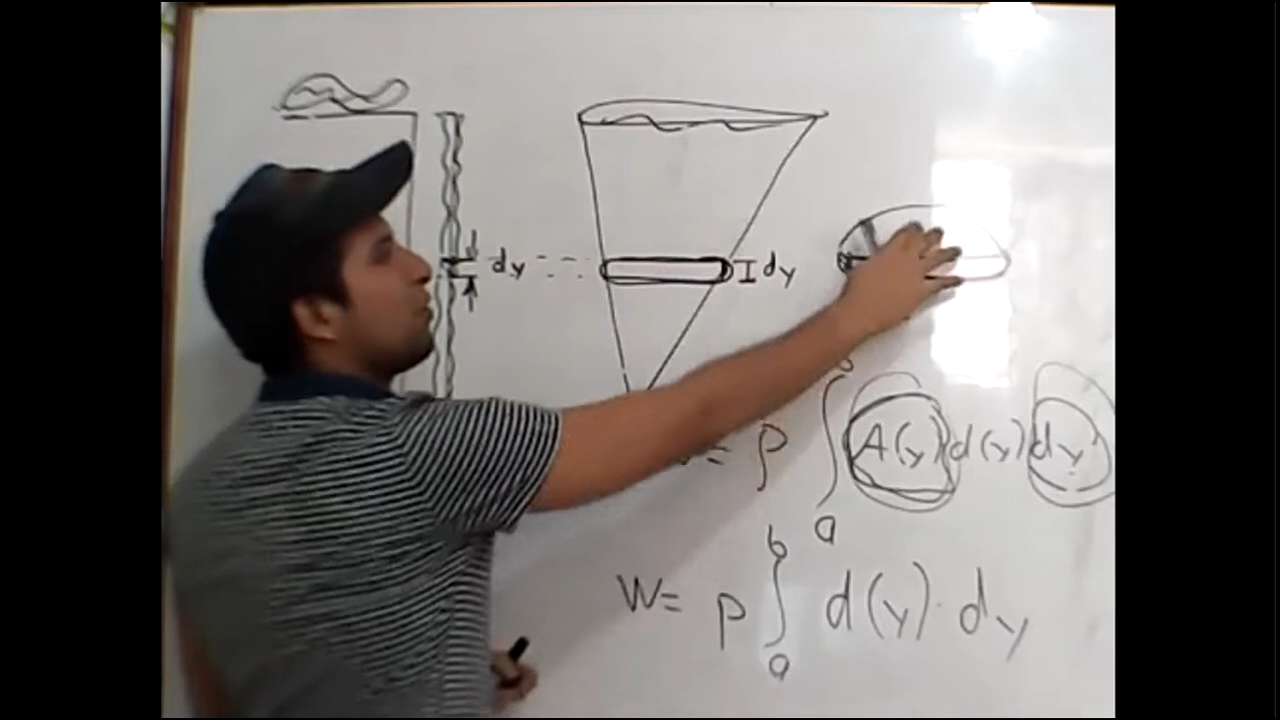 dy
dy
= ρ ∫ₐᵇ A(y) d(y) dy
W= ρ ∫ₐᵇ d(y)·dy